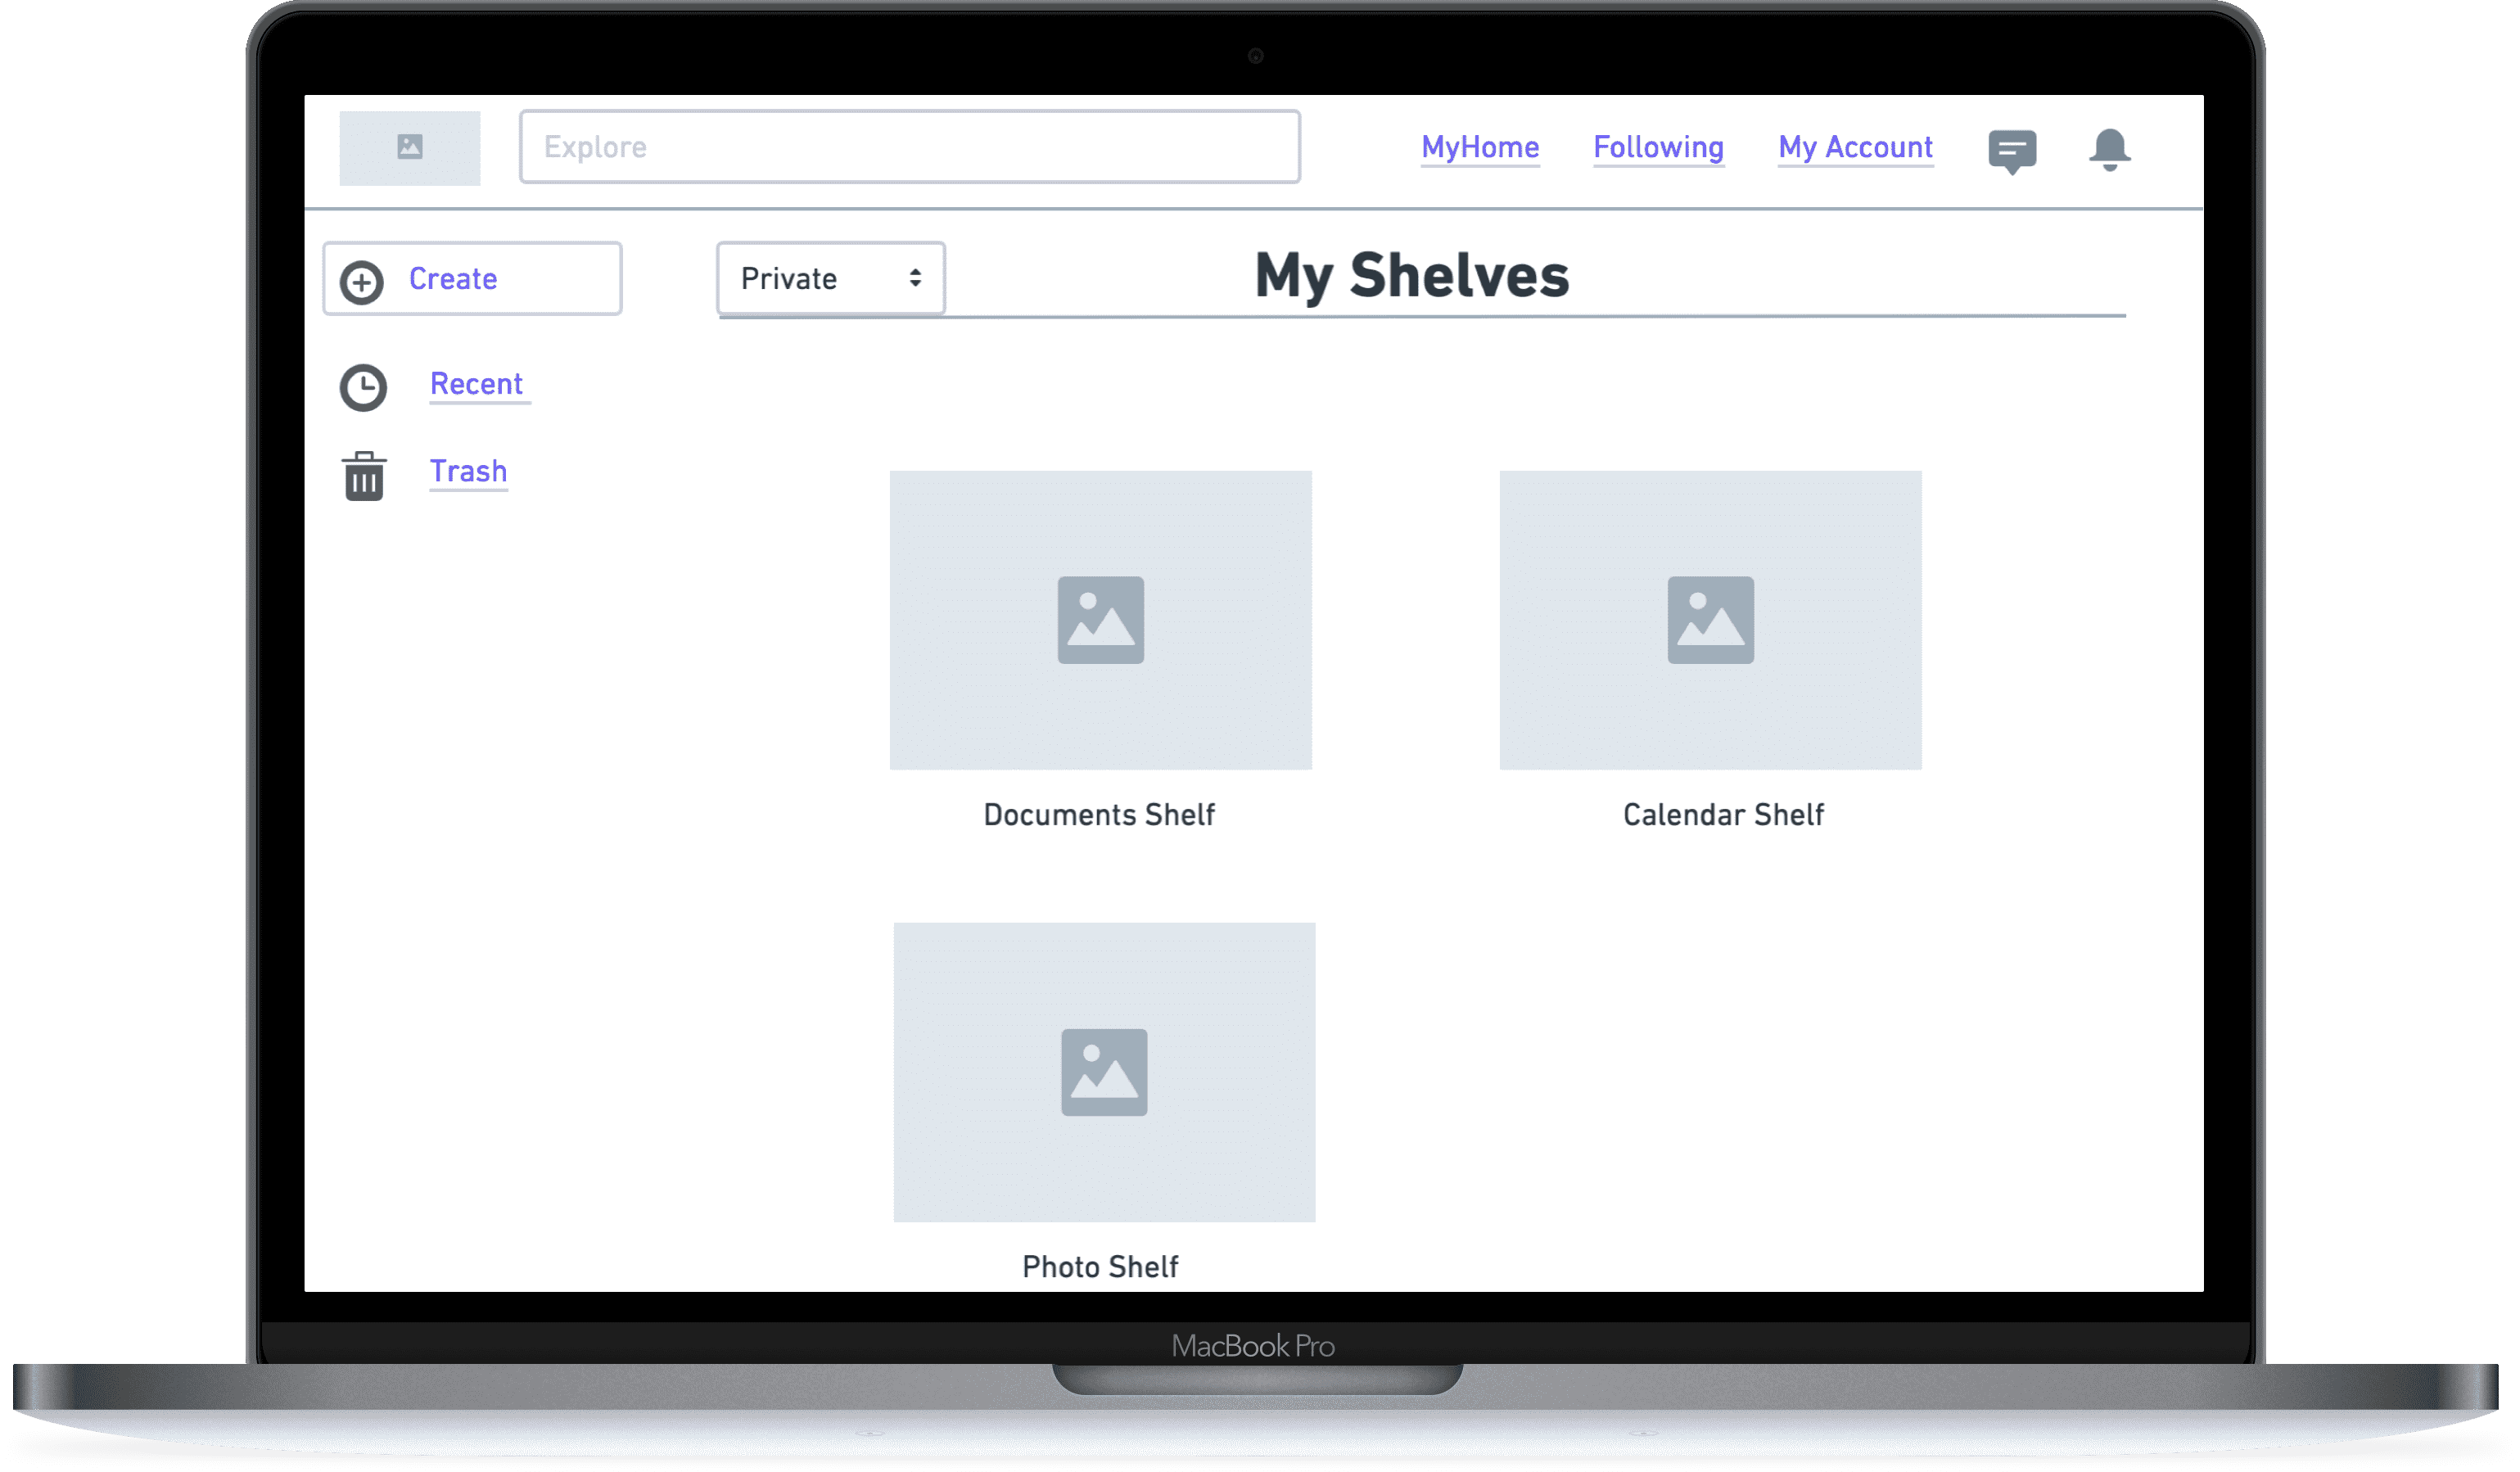 Explore
MyHome Following My Account
Create
Private
My Shelves
Recent
Trash
Documents Shelf
Calendar Shelf
Photo Shelf
MacBook Pro